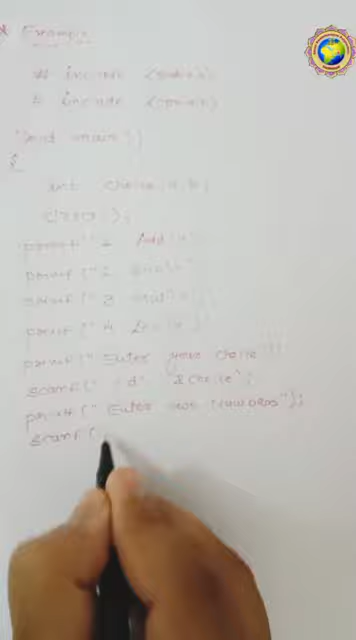 * Example
# include <stdio.h>
# include <conio.h>
void main()
{
int choice, a, b;
clrscr();
printf("1 Add\n")
printf("2 \n")
printf("3 mul\n");
printf("4 \n")
printf(" Enter your choice");
scanf(" %d" &choice);
printf(" Enter two numbers");
scanf(